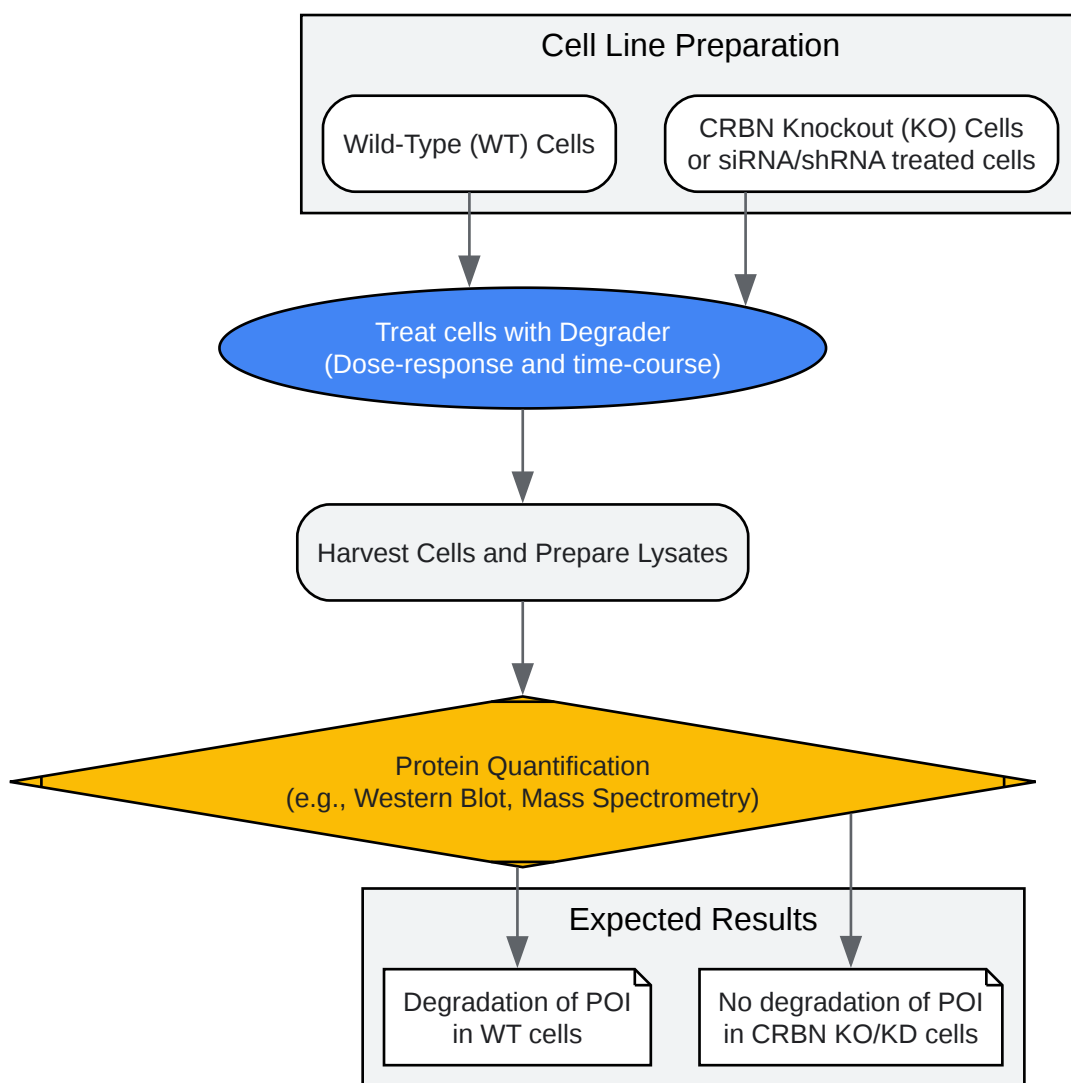 Cell Line Preparation
Wild-Type (WT) Cells
CRBN Knockout (KO) Cells
or siRNA/shRNA treated cells
Treat cells with Degrader
(Dose-response and time-course)
Harvest Cells and Prepare Lysates
Protein Quantification
(e.g., Western Blot, Mass Spectrometry)
Expected Results
Degradation of POI
in WT cells
No degradation of POI
in CRBN KO/KD cells